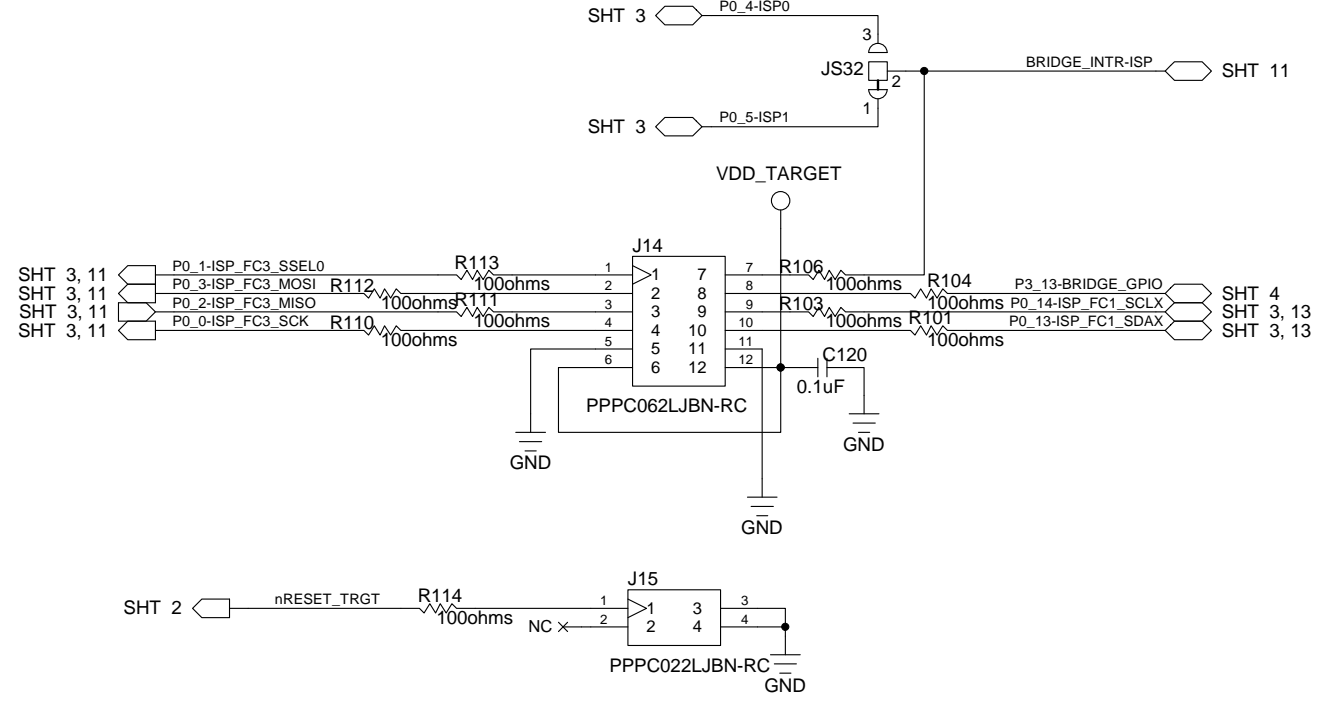 SHT 3
P0_4-ISP0
3
JS32
2
BRIDGE_INTR-ISP
SHT 11
1
SHT 3
P0_5-ISP1
VDD_TARGET
J14
SHT 3, 11
P0_1-ISP_FC3_SSEL0
R113
100ohms
1
1
7
7
R106
100ohms
SHT 3, 11
P0_3-ISP_FC3_MOSI
R112
100ohms
2
2
8
8
R104
100ohms
P3_13-BRIDGE_GPIO
SHT 4
SHT 3, 11
P0_2-ISP_FC3_MISO
R111
100ohms
3
3
9
9
R103
100ohms
P0_14-ISP_FC1_SCLX
SHT 3, 13
SHT 3, 11
P0_0-ISP_FC3_SCK
R110
100ohms
4
4
10
10
R101
100ohms
P0_13-ISP_FC1_SDAX
SHT 3, 13
5
5
11
11
6
6
12
12
C120
0.1uF
PPPC062LJBN-RC
GND
GND
GND
J15
SHT 2
nRESET_TRGT
R114
100ohms
1
1
3
3
NC
2
2
4
4
PPPC022LJBN-RC
GND